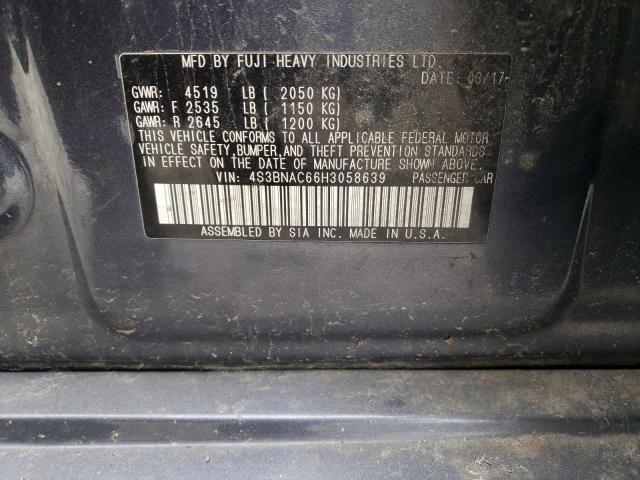 MFD BY FUJI HEAVY INDUSTRIES LTD.
DATE: 03/17
GVWR: 4519 LB ( 2050 KG)
GAWR: F 2535 LB ( 1150 KG)
GAWR: R 2645 LB ( 1200 KG)
THIS VEHICLE CONFORMS TO ALL APPLICABLE FEDERAL MOTOR
VEHICLE SAFETY, BUMPER, AND THEFT PREVENTION STANDARDS
IN EFFECT ON THE DATE OF MANUFACTURE SHOWN ABOVE.
VIN: 4S3BNAC66H3058639 PASSENGER CAR
ASSEMBLED BY SIA INC. MADE IN U.S.A.